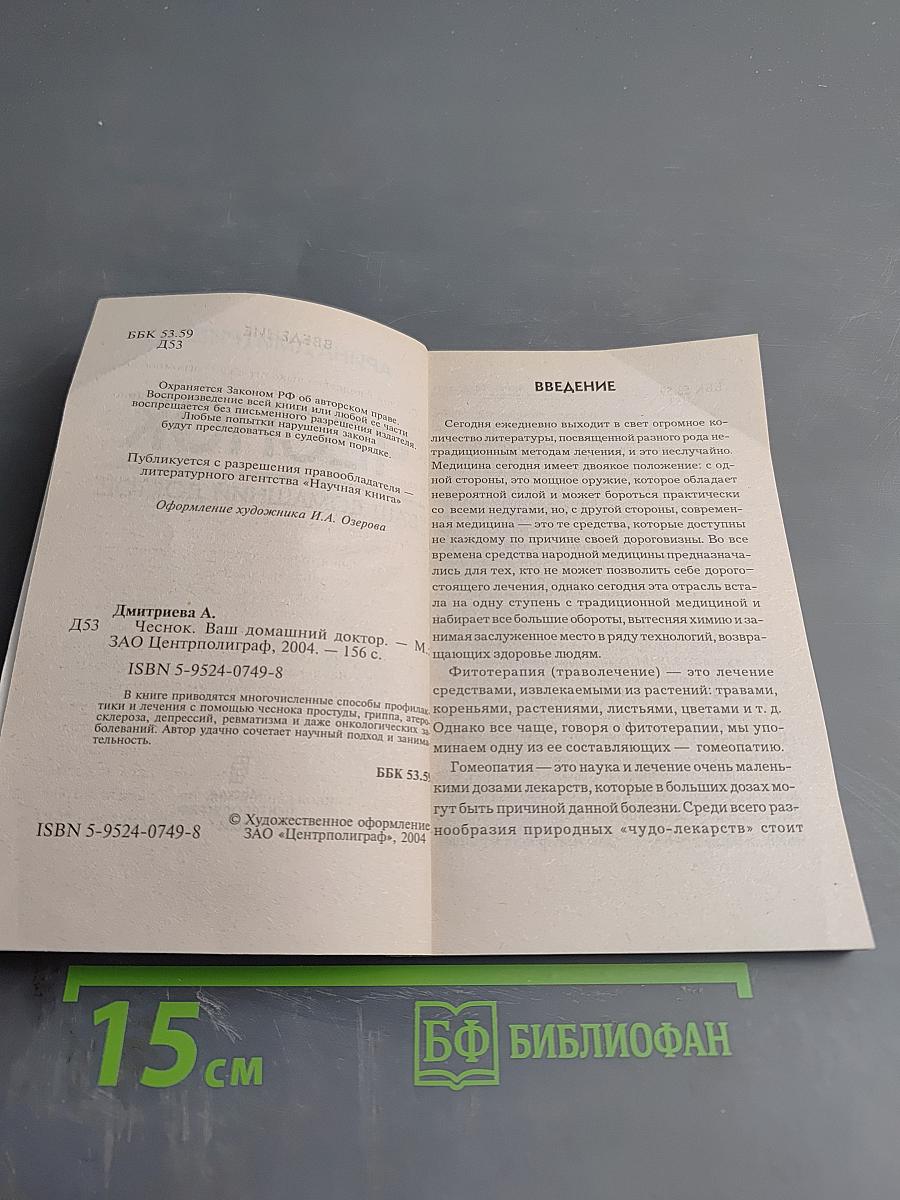 ББК 53.59
Д53
Охраняется Законом РФ об авторском праве.
Воспроизведение всей книги или любой ее части
воспрещается без письменного разрешения издателя.
Любые попытки нарушения закона
будут преследоваться в судебном порядке.
Публикуется с разрешения правообладателя —
литературного агентства «Научная книга»
Оформление художника И.А. Озерова
Дмитриева А.
Д53 Чеснок. Ваш домашний доктор. — М.
ЗАО Центрполиграф, 2004. — 156 с.
ISBN 5-9524-0749-8
В книге приводятся многочисленные способы профилак
тики и лечения с помощью чеснока простуды, гриппа, атеро
склероза, депрессий, ревматизма и даже онкологических за
болеваний. Автор удачно сочетает научный подход и занима
тельность.
ББК 53.59
ISBN 5-9524-0749-8
© Художественное оформление
ЗАО «Центрполиграф», 2004
ВВЕДЕНИЕ
Сегодня ежедневно выходит в свет огромное ко-
личество литературы, посвященной разного рода не-
традиционным методам лечения, и это неслучайно.
Медицина сегодня имеет двоякое положение: с од-
ной стороны, это мощное оружие, которое обладает
невероятной силой и может бороться практически
со всеми недугами, но, с другой стороны, современ-
ная медицина — это те средства, которые доступны
не каждому по причине своей дороговизны. Во все
времена средства народной медицины предназнача-
лись для тех, кто не может позволить себе дорого-
стоящего лечения, однако сегодня эта отрасль вста-
ла на одну ступень с традиционной медициной и
набирает все большие обороты, вытесняя химию и за-
нимая заслуженное место в ряду технологий, возвра-
щающих здоровье людям.
Фитотерапия (траволечение) — это лечение
средствами, извлекаемыми из растений: травами,
кореньями, растениями, листьями, цветами и т. д.
Однако все чаще, говоря о фитотерапии, мы упо-
минаем одну из ее составляющих — гомеопатию.
Гомеопатия — это наука и лечение очень малень-
кими дозами лекарств, которые в больших дозах мо-
гут быть причиной данной болезни. Среди всего раз-
нообразия природных «чудо-лекарств» стоит
15 см
БФ БИБЛИОФАН